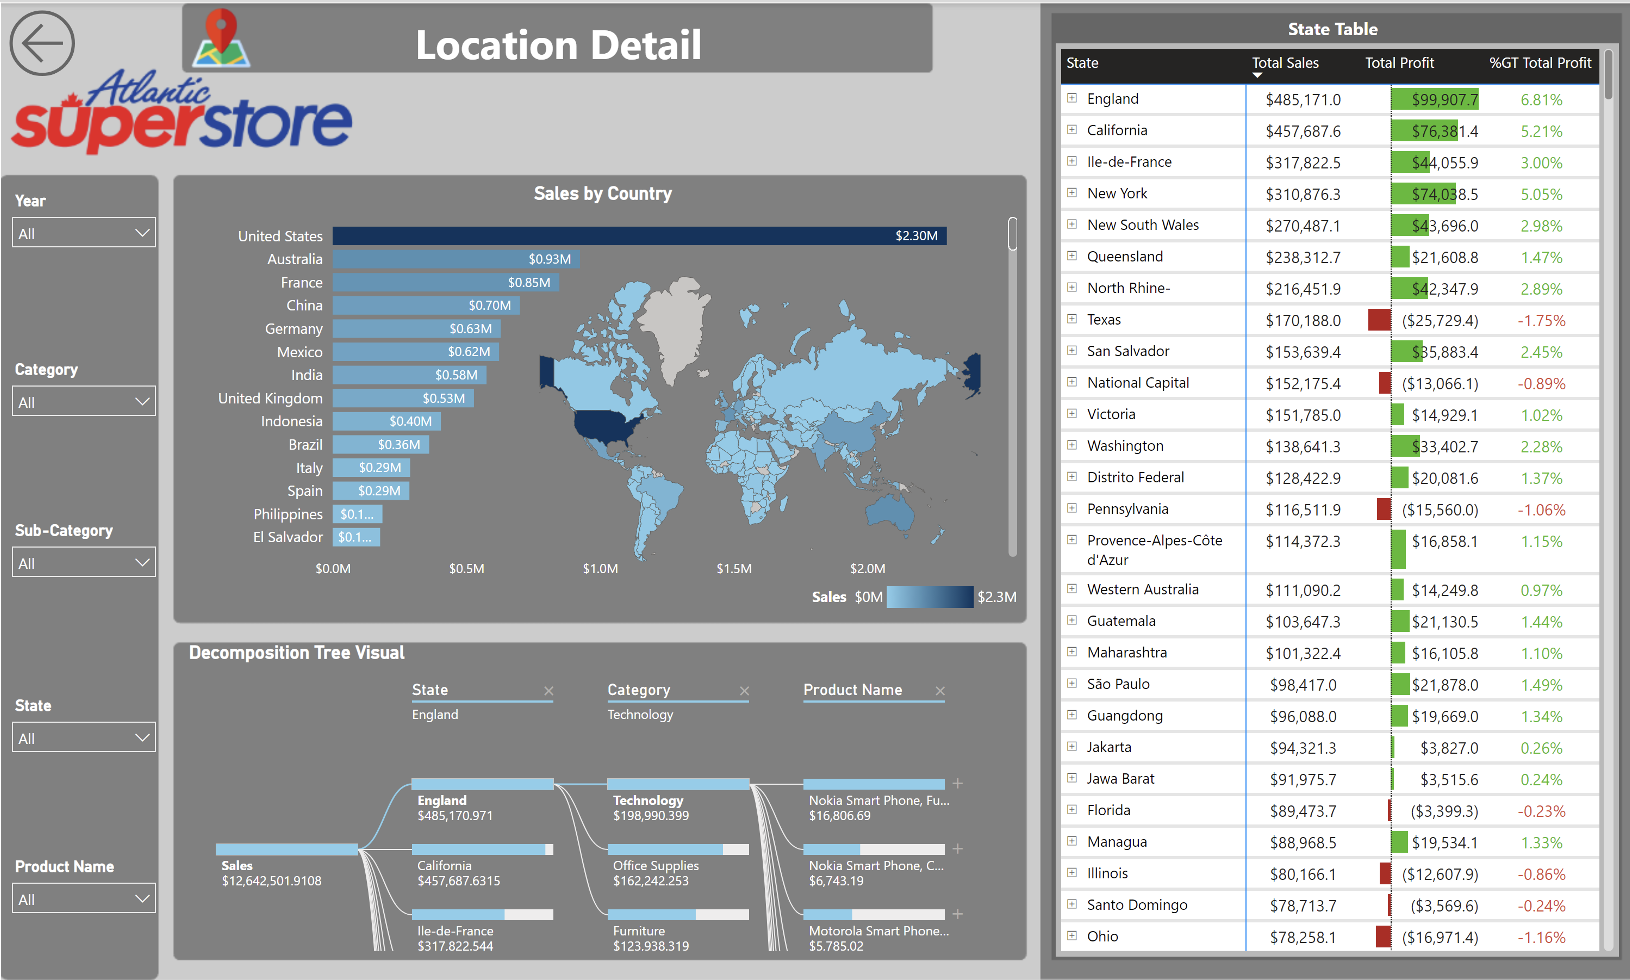 Location Detail
Atlantic
superstore
Year
All
Category
All
Sub-Category
All
State
All
Product Name
All
Sales by Country
United States $2.30M
Australia $0.93M
France $0.85M
China $0.70M
Germany $0.63M
Mexico $0.62M
India $0.58M
United Kingdom $0.53M
Indonesia $0.40M
Brazil $0.36M
Italy $0.29M
Spain $0.29M
Philippines $0.1...
El Salvador $0.1...
$0.0M $0.5M $1.0M $1.5M $2.0M
Sales $0M $2.3M
Decomposition Tree Visual
State Category Product Name
England Technology
Sales
$12,642,501.9108
England
$485,170.971
California
$457,687.6315
Ile-de-France
$317,822.544
Technology
$198,990.399
Office Supplies
$162,242.253
Furniture
$123,938.319
Nokia Smart Phone, Fu...
$16,806.69
Nokia Smart Phone, C...
$6,743.19
Motorola Smart Phone...
$5,785.02
State Table
State Total Sales Total Profit %GT Total Profit
England $485,171.0 $99,907.7 6.81%
California $457,687.6 $76,381.4 5.21%
Ile-de-France $317,822.5 $44,055.9 3.00%
New York $310,876.3 $74,038.5 5.05%
New South Wales $270,487.1 $43,696.0 2.98%
Queensland $238,312.7 $21,608.8 1.47%
North Rhine- $216,451.9 $42,347.9 2.89%
Texas $170,188.0 ($25,729.4) -1.75%
San Salvador $153,639.4 $35,883.4 2.45%
National Capital $152,175.4 ($13,066.1) -0.89%
Victoria $151,785.0 $14,929.1 1.02%
Washington $138,641.3 $33,402.7 2.28%
Distrito Federal $128,422.9 $20,081.6 1.37%
Pennsylvania $116,511.9 ($15,560.0) -1.06%
Provence-Alpes-Côte $114,372.3 $16,858.1 1.15%
d'Azur
Western Australia $111,090.2 $14,249.8 0.97%
Guatemala $103,647.3 $21,130.5 1.44%
Maharashtra $101,322.4 $16,105.8 1.10%
São Paulo $98,417.0 $21,878.0 1.49%
Guangdong $96,088.0 $19,669.0 1.34%
Jakarta $94,321.3 $3,827.0 0.26%
Jawa Barat $91,975.7 $3,515.6 0.24%
Florida $89,473.7 ($3,399.3) -0.23%
Managua $88,968.5 $19,534.1 1.33%
Illinois $80,166.1 ($12,607.9) -0.86%
Santo Domingo $78,713.7 ($3,569.6) -0.24%
Ohio $78,258.1 ($16,971.4) -1.16%